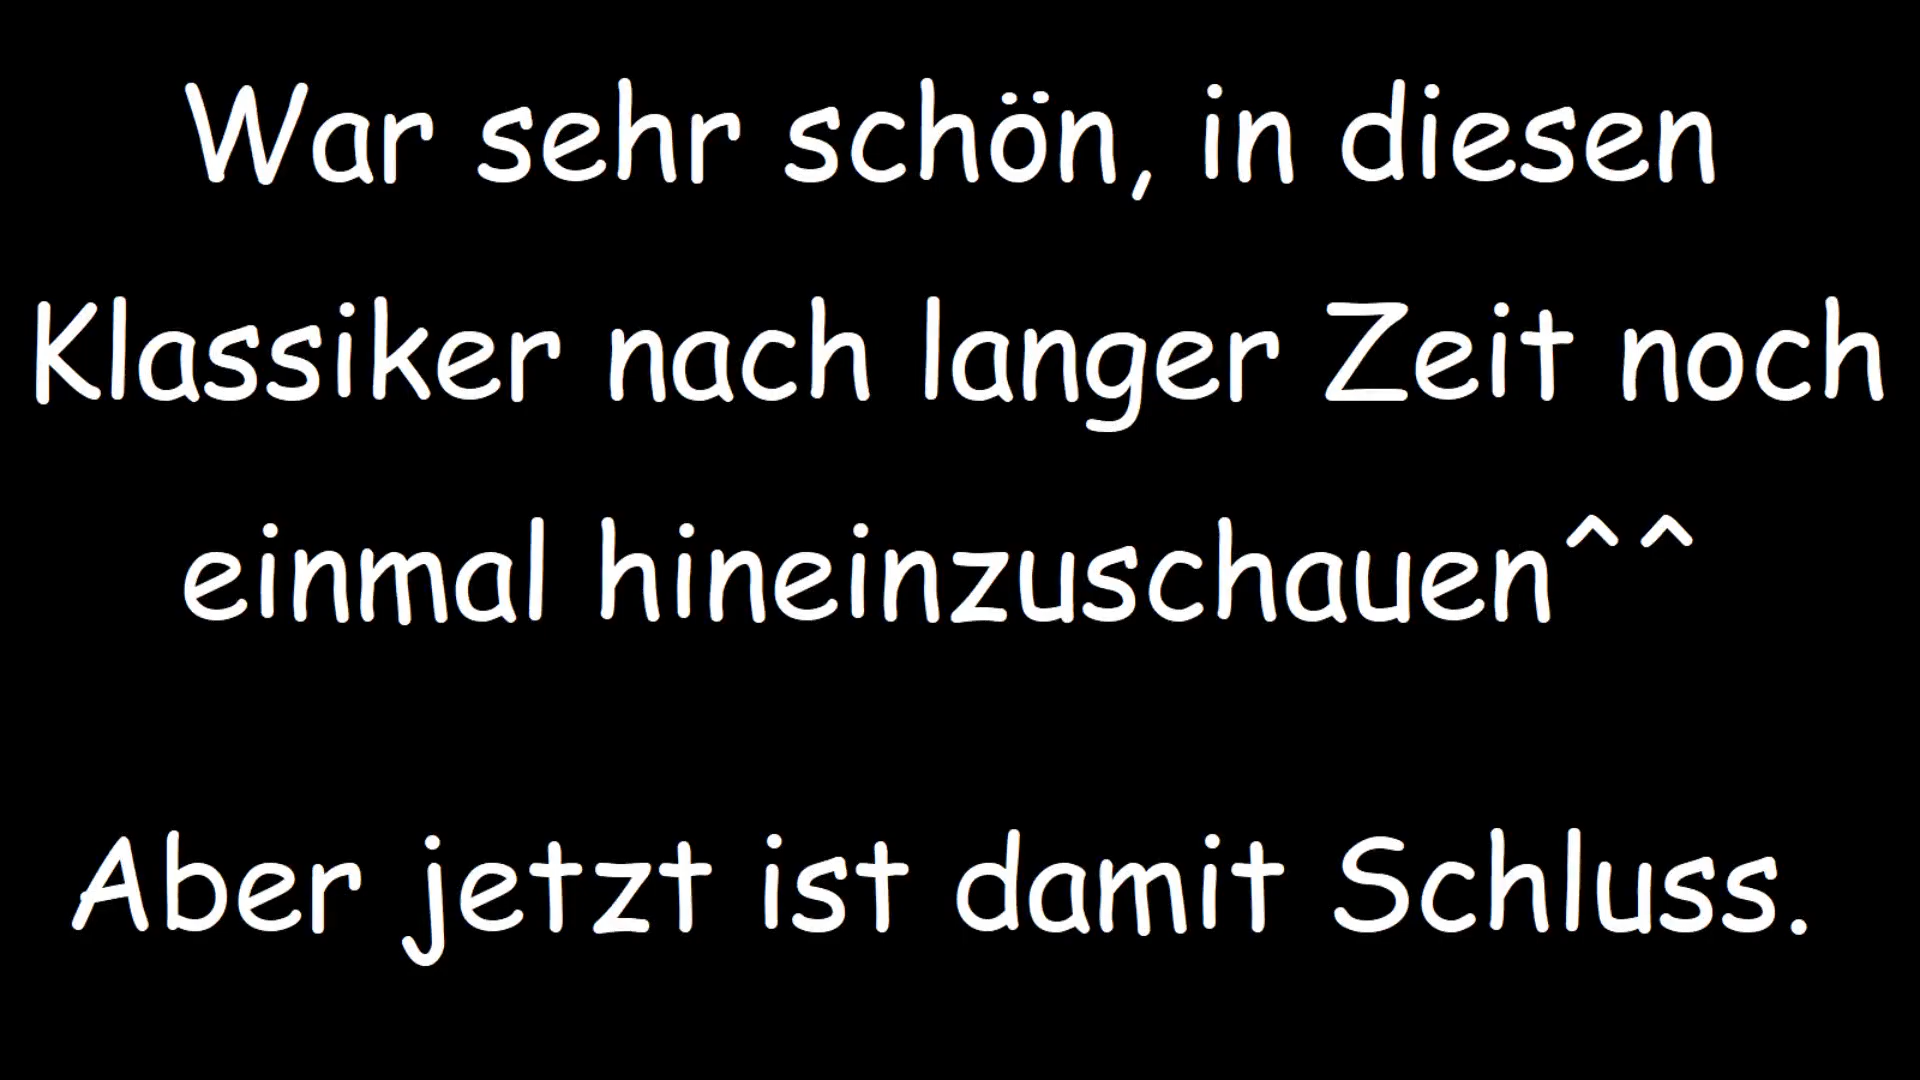 War sehr schön, in diesen
Klassiker nach langer Zeit noch
einmal hineinzuschauen^^
Aber jetzt ist damit Schluss.